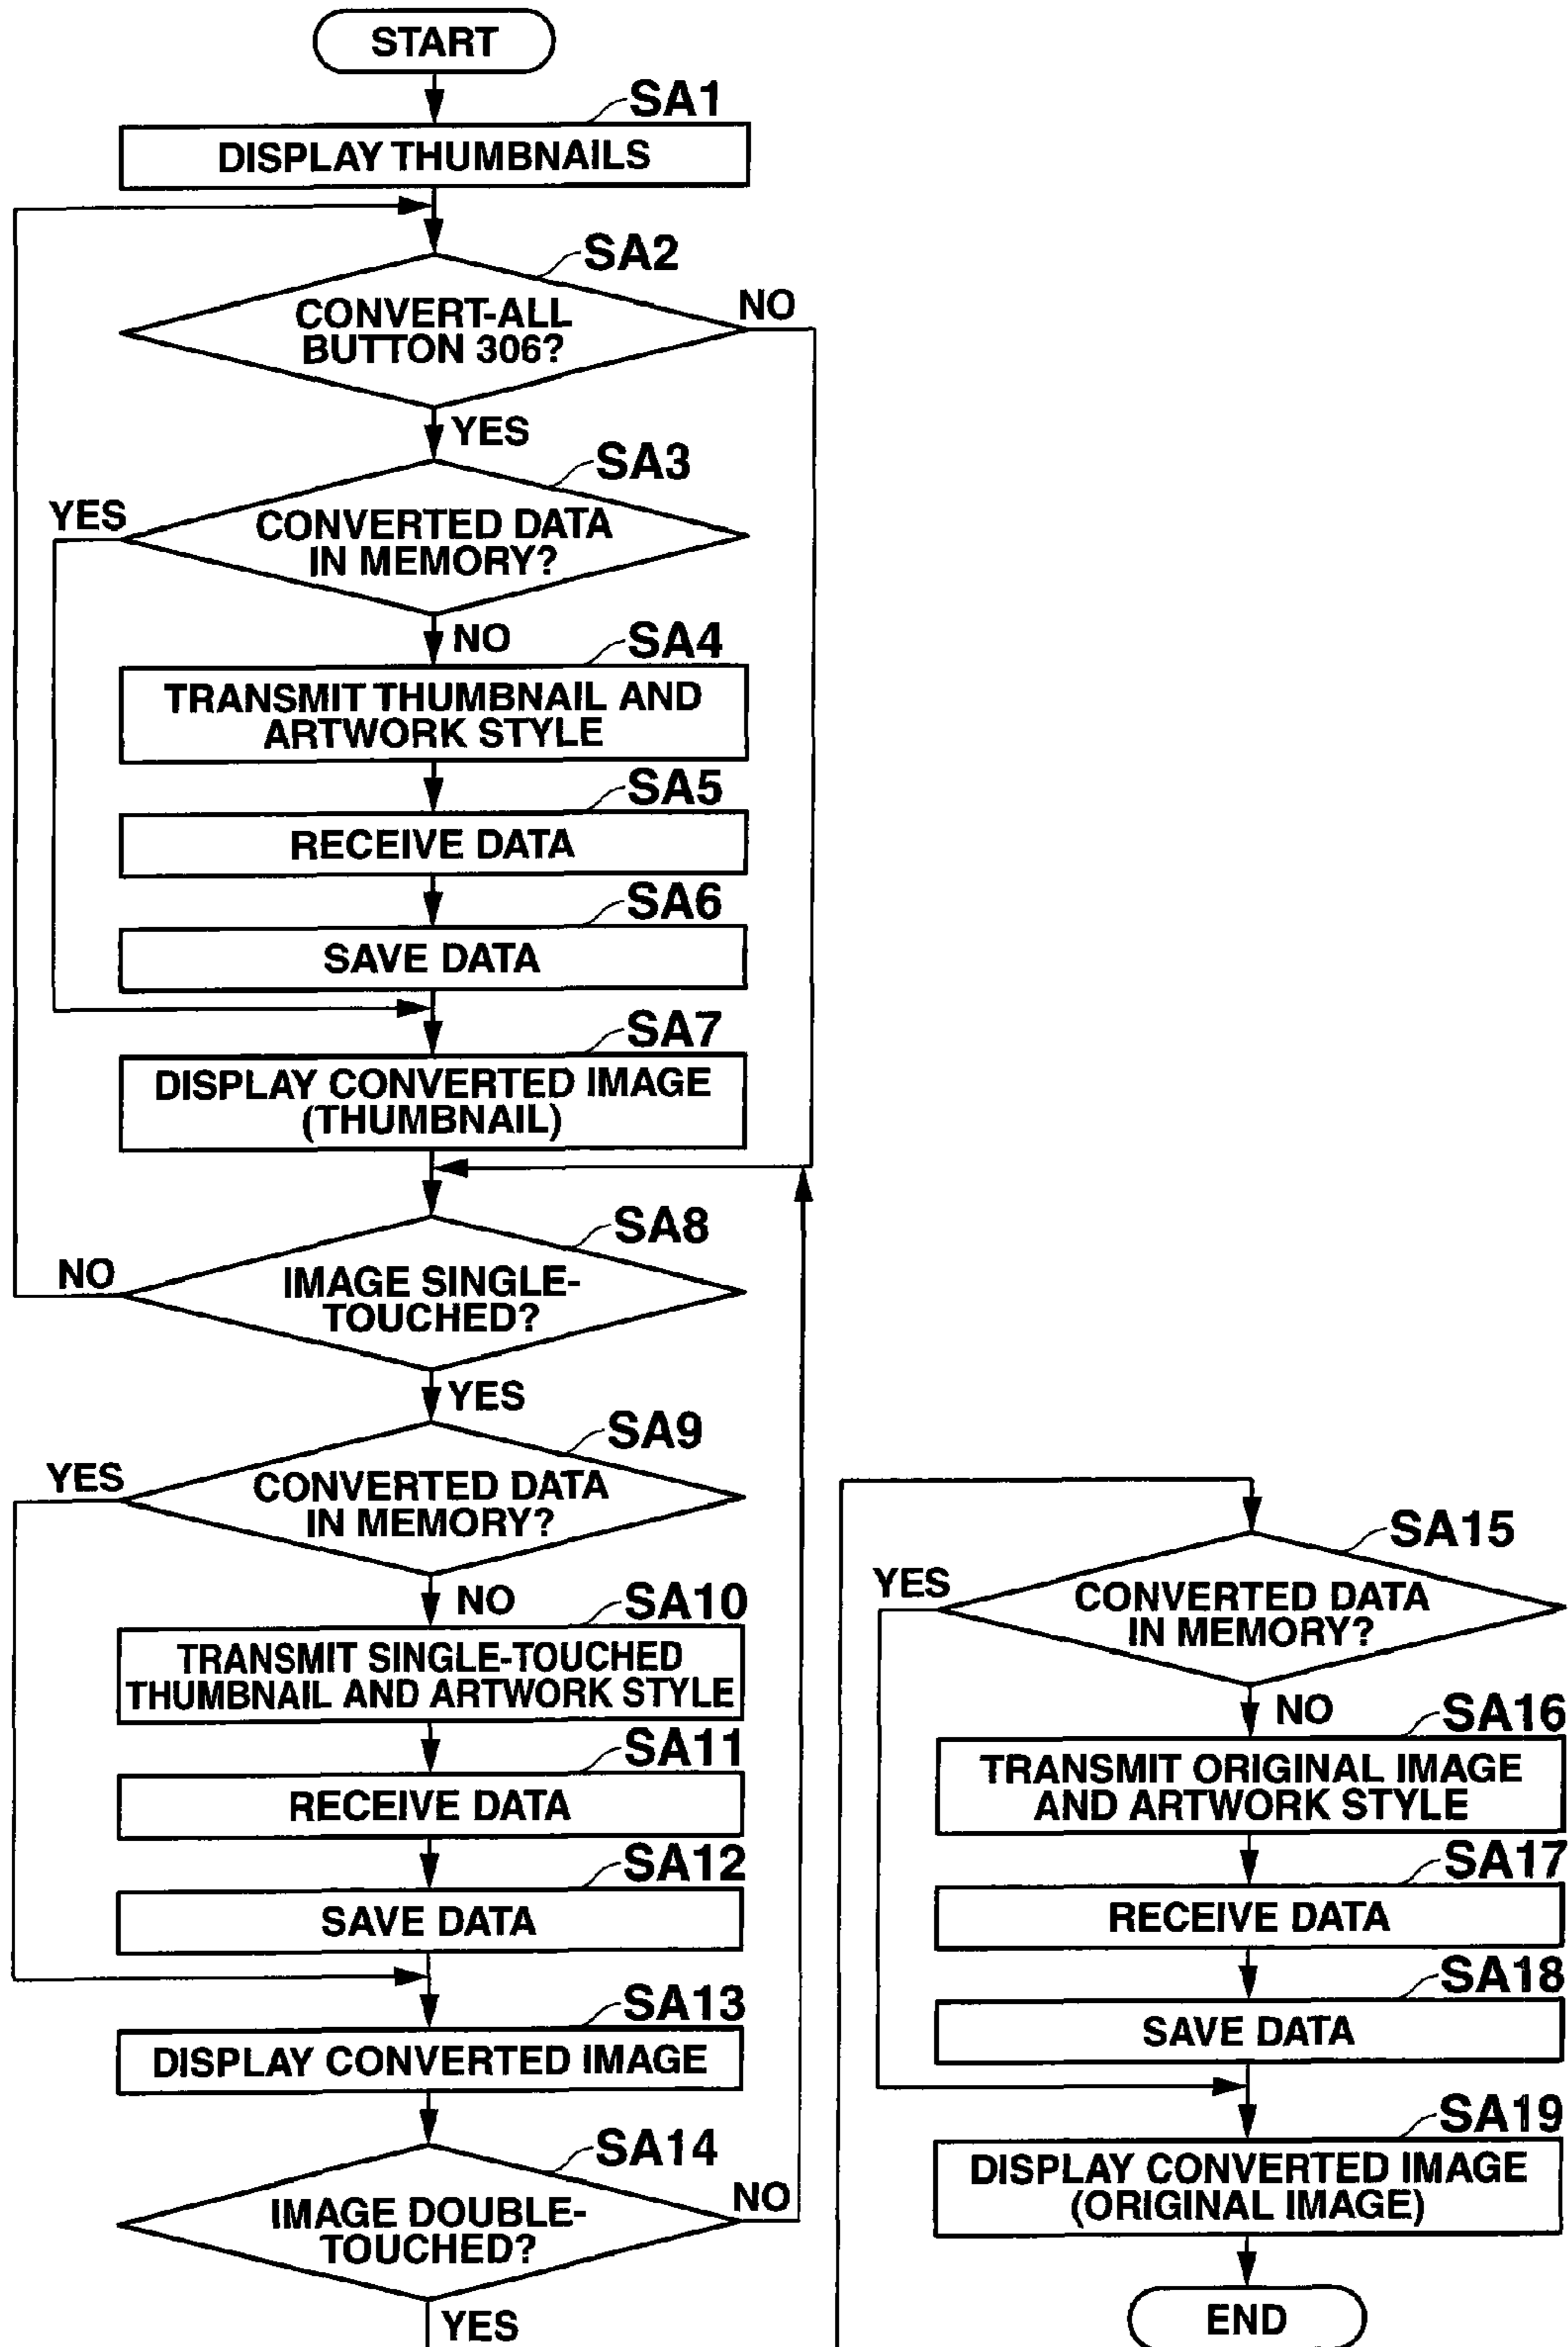 START
SA1
DISPLAY THUMBNAILS
SA2
CONVERT-ALL
BUTTON 306?
NO
YES
SA3
YES
CONVERTED DATA
IN MEMORY?
NO
SA4
TRANSMIT THUMBNAIL AND
ARTWORK STYLE
SA5
RECEIVE DATA
SA6
SAVE DATA
SA7
DISPLAY CONVERTED IMAGE
(THUMBNAIL)
SA8
NO
IMAGE SINGLE-
TOUCHED?
YES
SA9
YES
CONVERTED DATA
IN MEMORY?
NO
SA10
TRANSMIT SINGLE-TOUCHED
THUMBNAIL AND ARTWORK STYLE
SA11
RECEIVE DATA
SA12
SAVE DATA
SA13
DISPLAY CONVERTED IMAGE
SA14
IMAGE DOUBLE-
TOUCHED?
NO
YES
SA15
YES
CONVERTED DATA
IN MEMORY?
NO
SA16
TRANSMIT ORIGINAL IMAGE
AND ARTWORK STYLE
SA17
RECEIVE DATA
SA18
SAVE DATA
SA19
DISPLAY CONVERTED IMAGE
(ORIGINAL IMAGE)
END